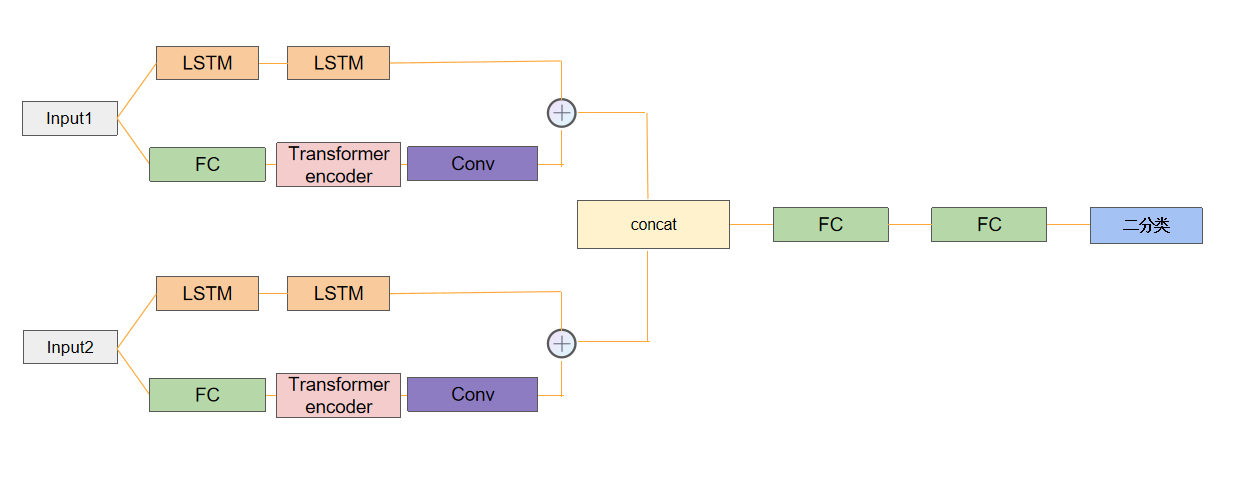 LSTM
LSTM
Input1
FC
Transformer
encoder
Conv
concat
FC
FC
二分类
LSTM
LSTM
Input2
FC
Transformer
encoder
Conv